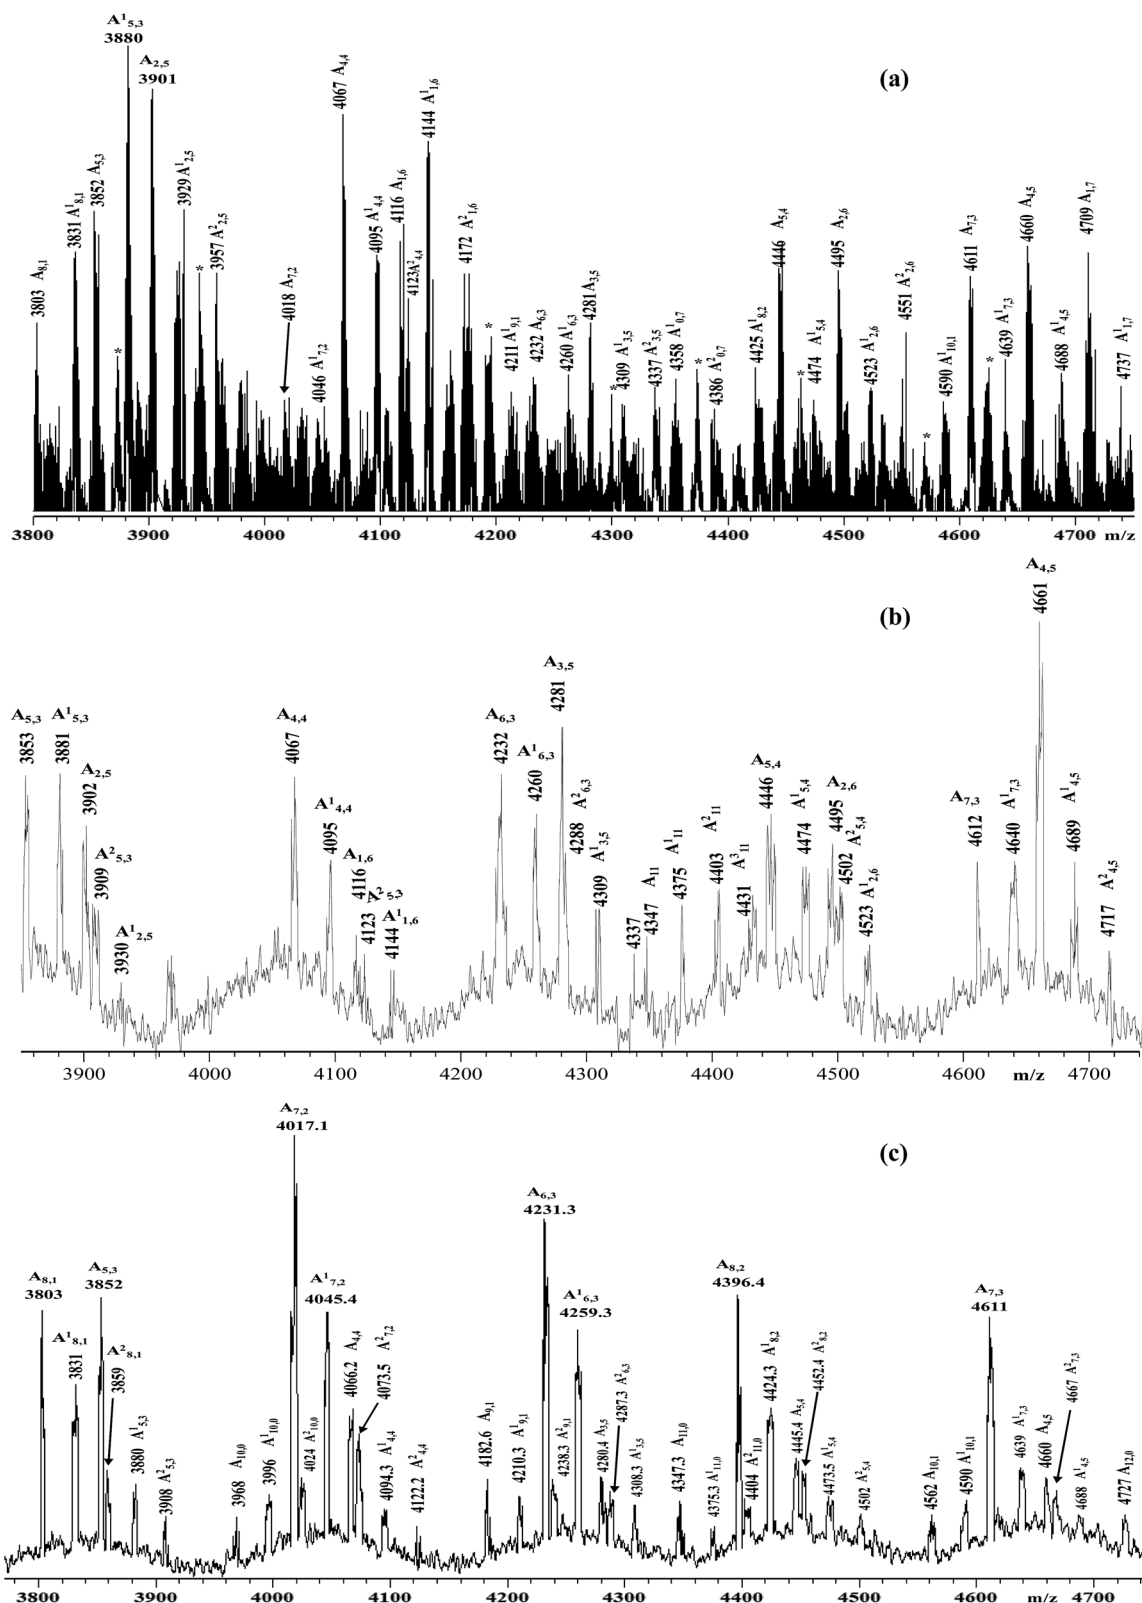 (a)
A¹5,3
3880
A2,5
3901
3803 A8,1
3831 A¹8,1
3852 A5,3
*
3929 A¹2,5
*
3957 A²2,5
4018 A7,2
4046 A¹7,2
4067 A4,4
4095 A¹4,4
4116 A1,6
4123 A²4,4
4144 A¹1,6
4172 A²1,6
*
4211 A¹9,1
4232 A6,3
4260 A¹6,3
4281 A3,5
*
4309 A¹3,5
4337 A²3,5
4358 A¹0,7
*
4386 A²0,7
4425 A¹8,2
4446 A5,4
*
4474 A¹5,4
4495 A2,6
4523 A¹2,6
4551 A²2,6
*
4590 A¹10,1
4611 A7,3
*
4639 A¹7,3
4660 A4,5
4688 A¹4,5
4709 A1,7
4737 A¹1,7
3800 3900 4000 4100 4200 4300 4400 4500 4600 4700 m/z
(b)
A5,3
3853
A¹5,3
3881
A2,5
3902
A²5,3
3909
A¹2,5
3930
A4,4
4067
A¹4,4
4095
A1,6
4116
A²5,3
4123
A¹1,6
4144
A6,3
4232
A¹6,3
4260
A3,5
4281
4288 A²6,3
4309 A¹3,5
4337
4347 A11
4375 A¹11
4403 A²11
4431 A³11
A5,4
4446
4474 A¹5,4
A2,6
4495
4502 A²5,4
4523 A¹2,6
A7,3
4612
4640 A¹7,3
A4,5
4661
4689 A¹4,5
4717 A²4,5
3900 4000 4100 4200 4300 4400 4500 4600 m/z 4700
(c)
A8,1
3803
A¹8,1
3831
A5,3
3852
A²8,1
3859
3880 A¹5,3
3908 A²5,3
3968 A10,0
3996 A¹10,0
A7,2
4017.1
4024 A²10,0
A¹7,2
4045.4
4066.2 A4,4
4073.5 A²7,2
4094.3 A¹4,4
4122.2 A²4,4
4182.6 A9,1
4210.3 A¹9,1
A6,3
4231.3
4238.3 A²9,1
A¹6,3
4259.3
4280.4 A3,5
4287.3 A²6,3
4308.3 A¹3,5
4347.3 A11,0
4375.3 A¹11,0
A8,2
4396.4
4404 A²11,0
4424.3 A¹8,2
4445.4 A5,4
4452.4 A²8,2
4473.5 A¹5,4
4502 A²5,4
4562 A10,1
4590 A¹10,1
A7,3
4611
4639 A¹7,3
4660 A4,5
4667 A²7,3
4688 A¹4,5
4727 A12,0
3800 3900 4000 4100 4200 4300 4400 4500 4600 m/z 4700